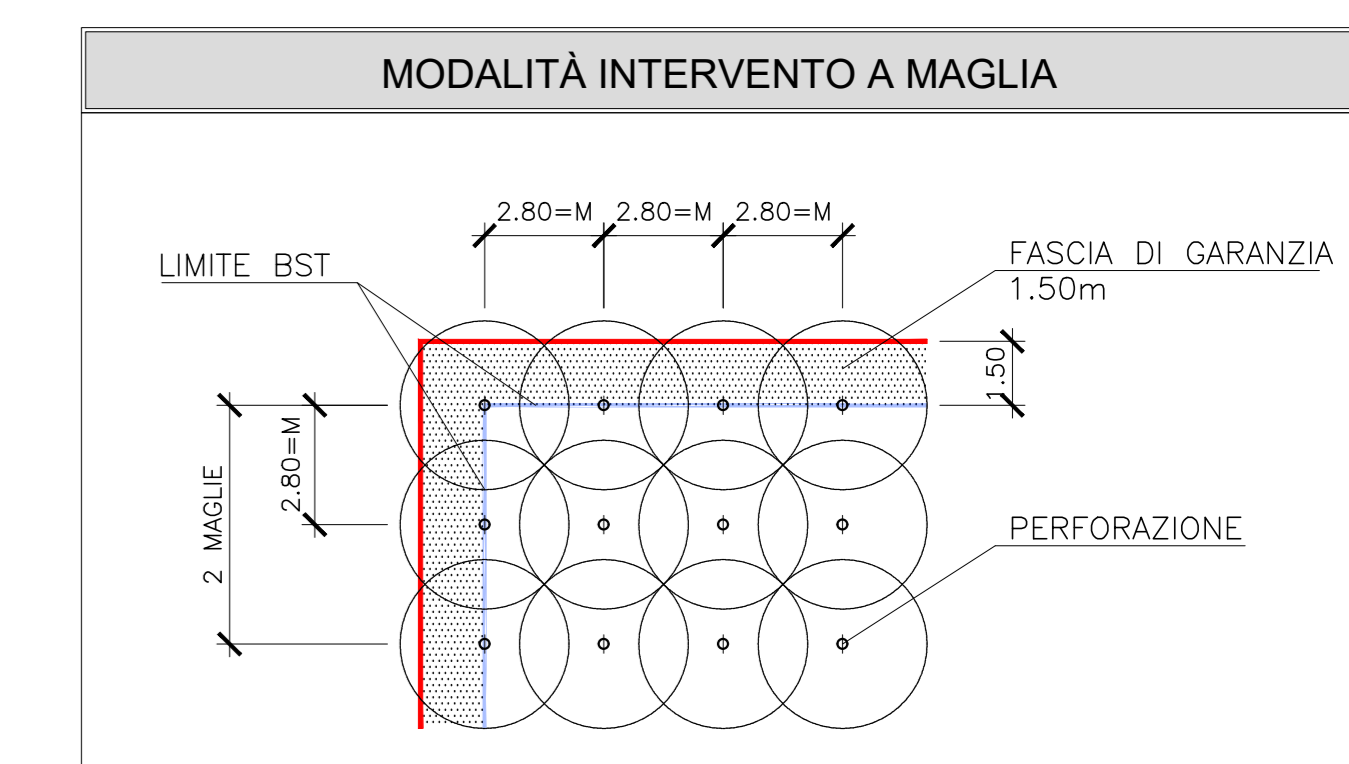 MODALITÀ INTERVENTO A MAGLIA
2.80=M 2.80=M 2.80=M
LIMITE BST
FASCIA DI GARANZIA
1.50m
1.50
2.80=M
2 MAGLIE
PERFORAZIONE